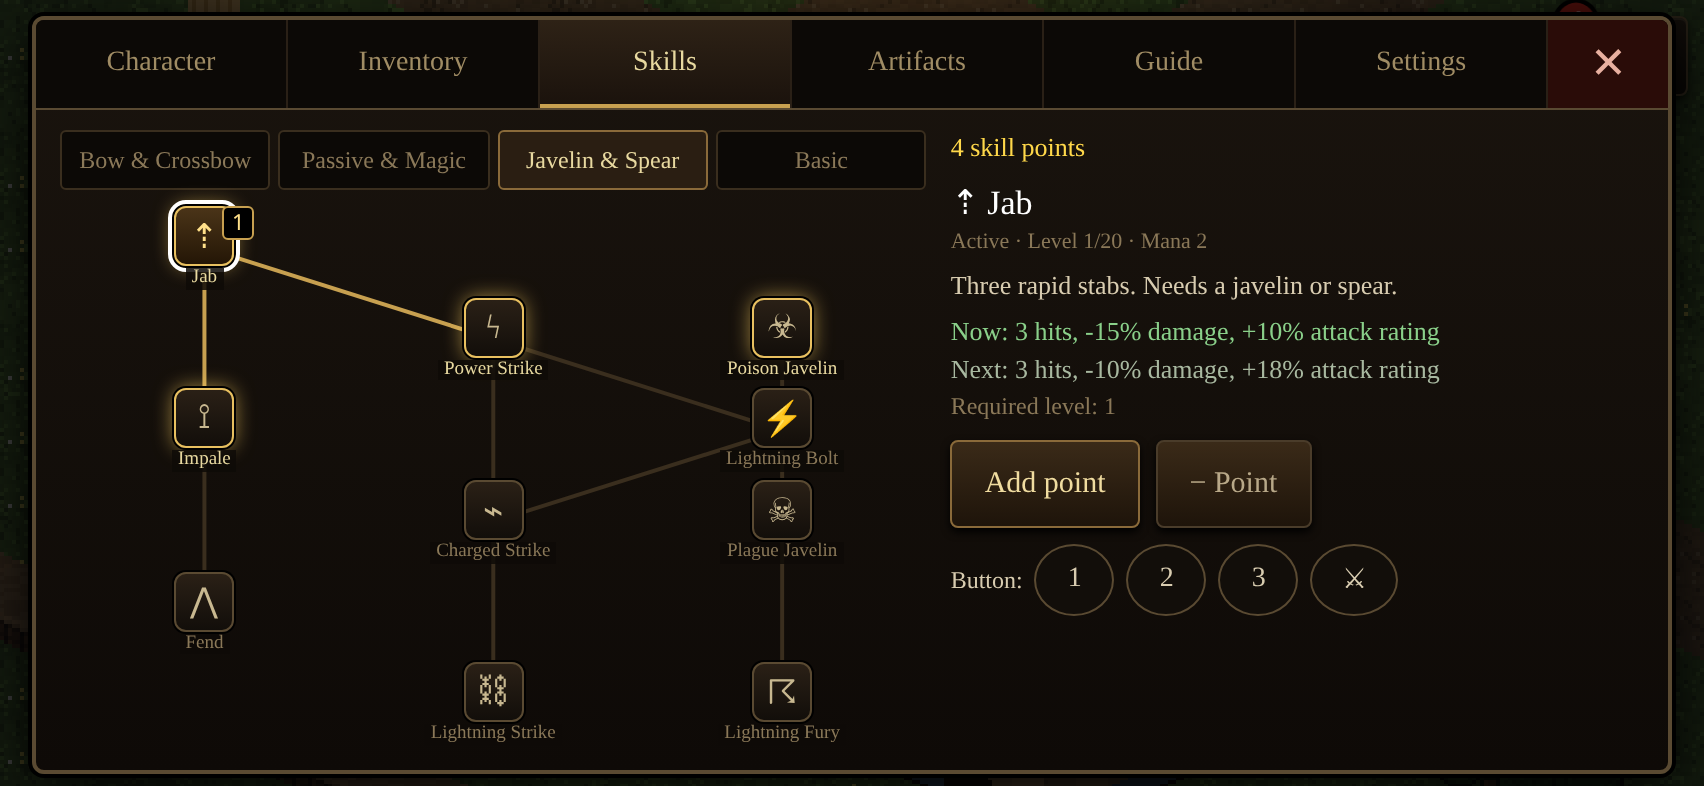 Character
Inventory
Skills
Artifacts
Guide
Settings
✕
Bow & Crossbow
Passive & Magic
Javelin & Spear
Basic
1
Jab
Power Strike
Poison Javelin
Impale
Lightning Bolt
Charged Strike
Plague Javelin
Fend
Lightning Strike
Lightning Fury
4 skill points
⇡ Jab
Active · Level 1/20 · Mana 2
Three rapid stabs. Needs a javelin or spear.
Now: 3 hits, -15% damage, +10% attack rating
Next: 3 hits, -10% damage, +18% attack rating
Required level: 1
Add point
− Point
Button: 1 2 3 ⚔